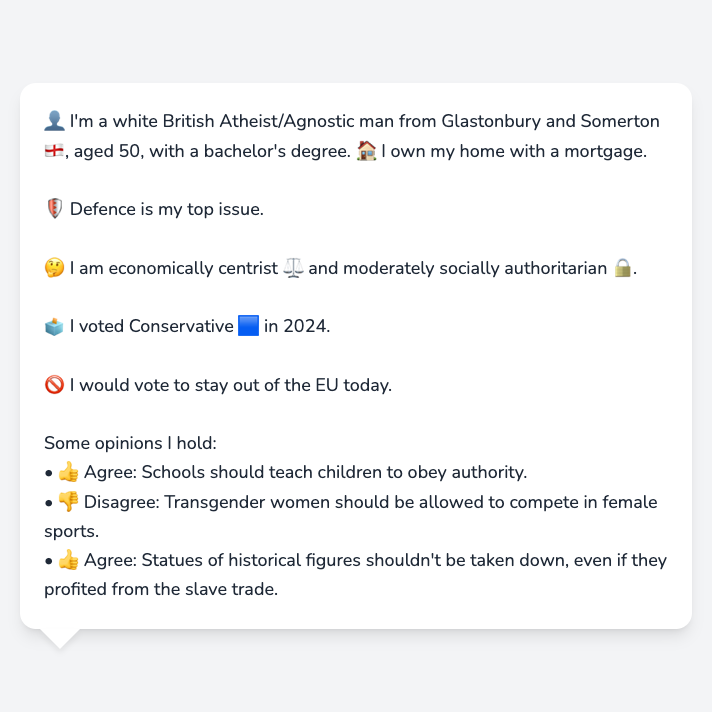 👤 I'm a white British Atheist/Agnostic man from Glastonbury and Somerton
🏴󠁧󠁢󠁥󠁮󠁧󠁿, aged 50, with a bachelor's degree. 🏠 I own my home with a mortgage.
🛡️ Defence is my top issue.
🤔 I am economically centrist ⚖️ and moderately socially authoritarian 🔒.
🗳️ I voted Conservative 🟦 in 2024.
🚫 I would vote to stay out of the EU today.
Some opinions I hold:
• 👍 Agree: Schools should teach children to obey authority.
• 👎 Disagree: Transgender women should be allowed to compete in female
sports.
• 👍 Agree: Statues of historical figures shouldn't be taken down, even if they
profited from the slave trade.